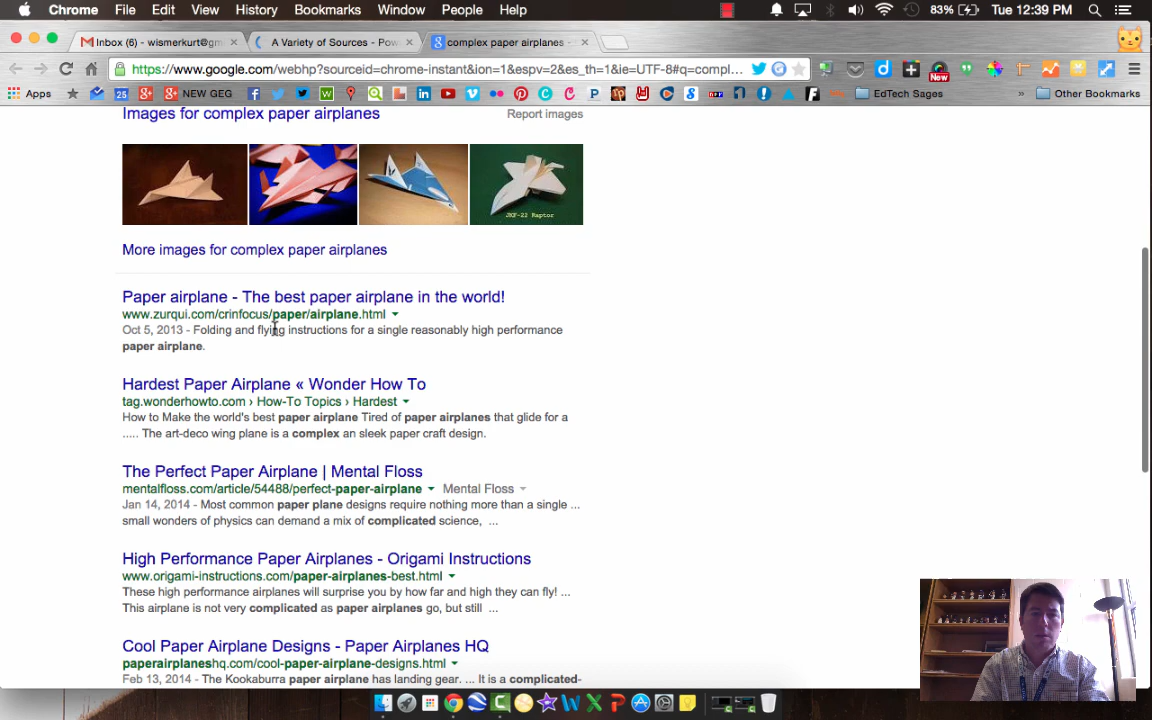 Chrome File Edit View History Bookmarks Window People Help 83% Tue 12:39 PM
Inbox (6) - wismerkurt@gm × A Variety of Sources - Pow × complex paper airplanes - ×
https://www.google.com/webhp?sourceid=chrome-instant&ion=1&espv=2&es_th=1&ie=UTF-8#q=compl...
Apps 25 NEW GEG EdTech Sages » Other Bookmarks
New
Images for complex paper airplanes Report images
JKF-22 Raptor
More images for complex paper airplanes
Paper airplane - The best paper airplane in the world!
www.zurqui.com/crinfocus/paper/airplane.html
Oct 5, 2013 - Folding and flying instructions for a single reasonably high performance
paper airplane.
Hardest Paper Airplane « Wonder How To
tag.wonderhowto.com › How-To Topics › Hardest
How to Make the world's best paper airplane Tired of paper airplanes that glide for a
..... The art-deco wing plane is a complex an sleek paper craft design.
The Perfect Paper Airplane | Mental Floss
mentalfloss.com/article/54488/perfect-paper-airplane Mental Floss
Jan 14, 2014 - Most common paper plane designs require nothing more than a single ...
small wonders of physics can demand a mix of complicated science, ...
High Performance Paper Airplanes - Origami Instructions
www.origami-instructions.com/paper-airplanes-best.html
These high performance airplanes will surprise you by how far and high they can fly! ...
This airplane is not very complicated as paper airplanes go, but still ...
Cool Paper Airplane Designs - Paper Airplanes HQ
paperairplaneshq.com/cool-paper-airplane-designs.html
Feb 13, 2014 - The Kookaburra paper airplane has landing gear. ... It is a complicated-